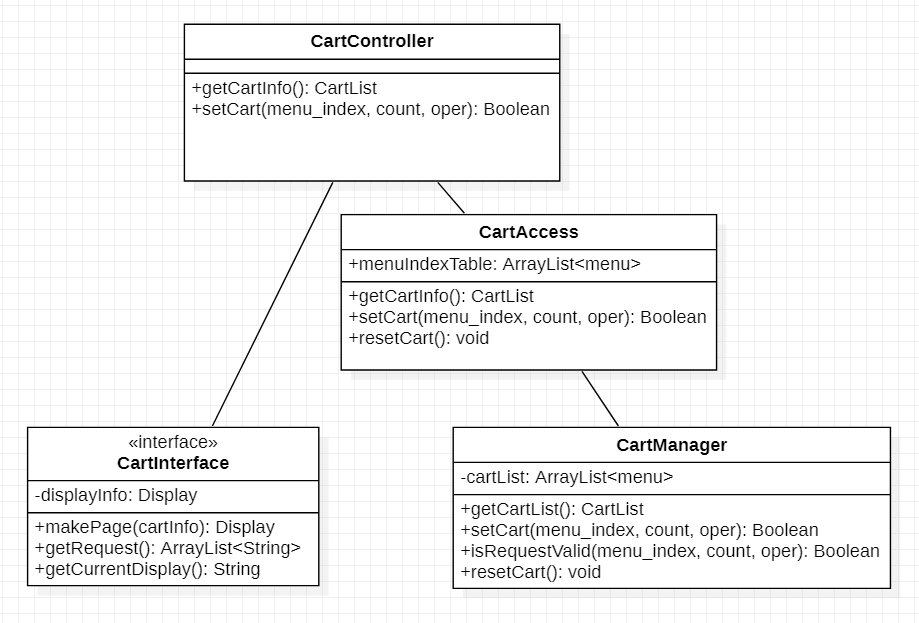 CartController
+getCartInfo(): CartList
+setCart(menu_index, count, oper): Boolean
CartAccess
+menuIndexTable: ArrayList<menu>
+getCartInfo(): CartList
+setCart(menu_index, count, oper): Boolean
+resetCart(): void
«interface»
CartInterface
-displayInfo: Display
+makePage(cartInfo): Display
+getRequest(): ArrayList<String>
+getCurrentDisplay(): String
CartManager
-cartList: ArrayList<menu>
+getCartList(): CartList
+setCart(menu_index, count, oper): Boolean
+isRequestValid(menu_index, count, oper): Boolean
+resetCart(): void